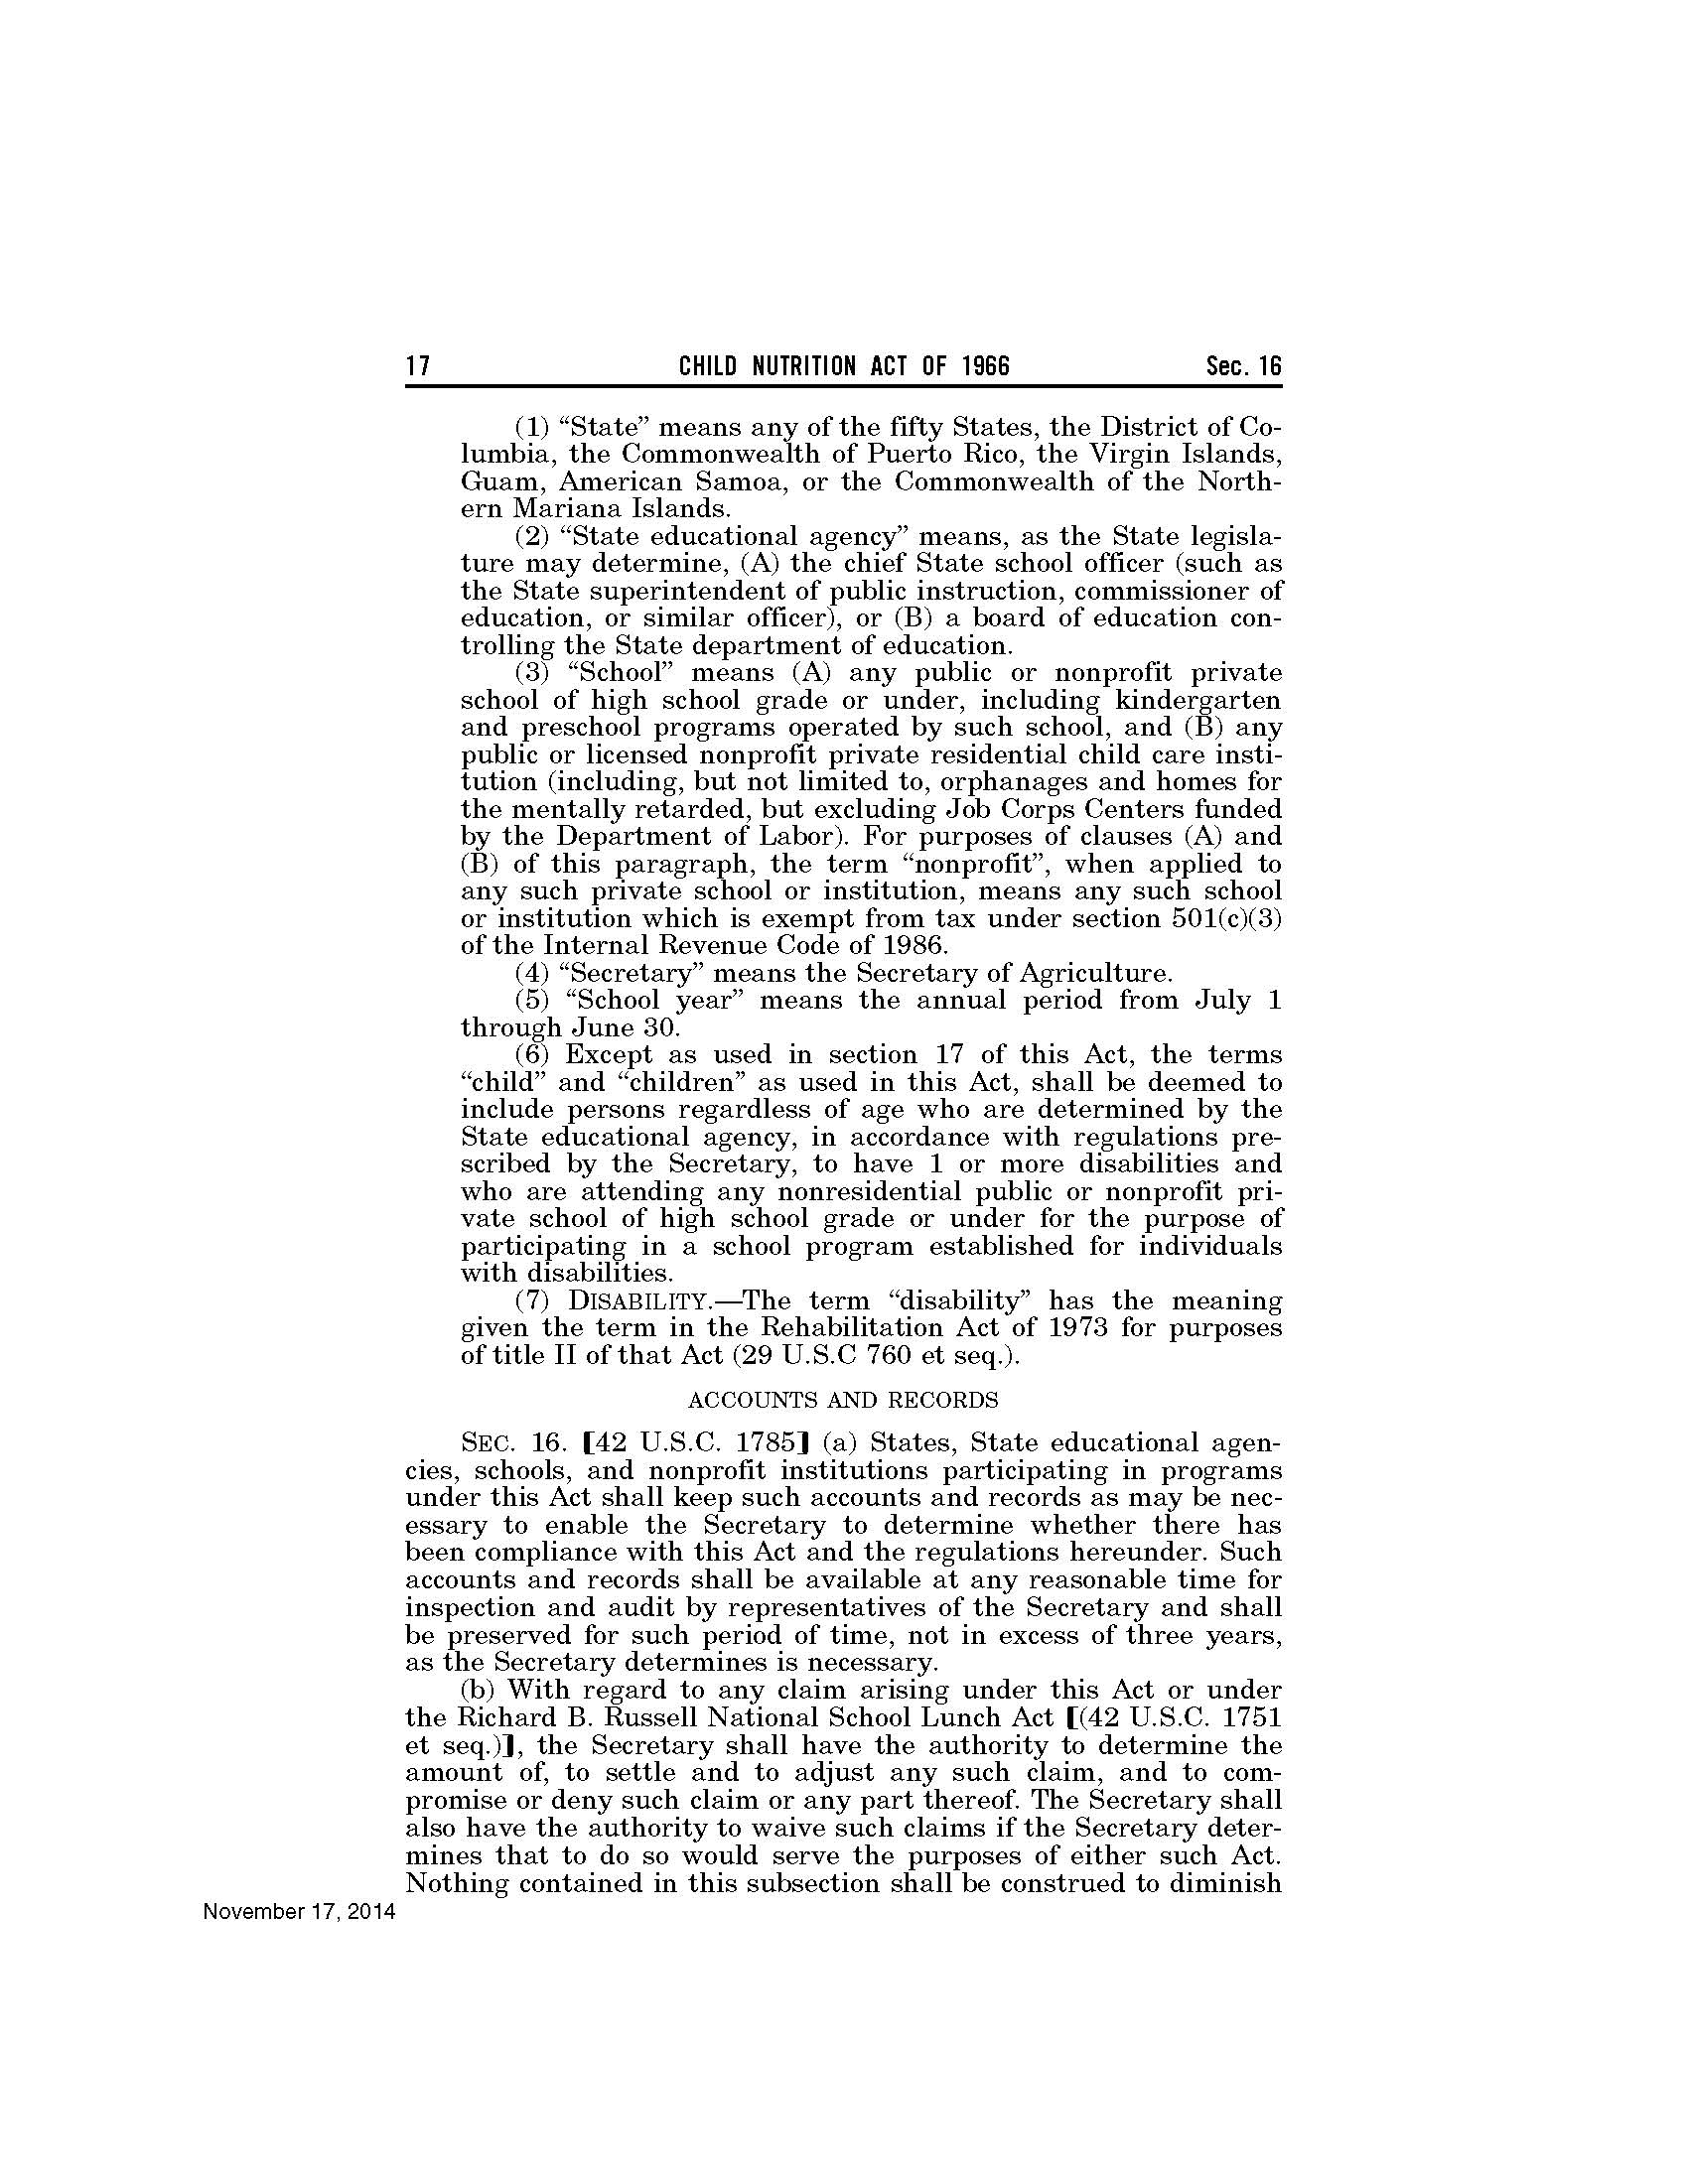 17 CHILD NUTRITION ACT OF 1966 Sec. 16
(1) “State” means any of the fifty States, the District of Co-
lumbia, the Commonwealth of Puerto Rico, the Virgin Islands,
Guam, American Samoa, or the Commonwealth of the North-
ern Mariana Islands.
(2) “State educational agency” means, as the State legisla-
ture may determine, (A) the chief State school officer (such as
the State superintendent of public instruction, commissioner of
education, or similar officer), or (B) a board of education con-
trolling the State department of education.
(3) “School” means (A) any public or nonprofit private
school of high school grade or under, including kindergarten
and preschool programs operated by such school, and (B) any
public or licensed nonprofit private residential child care insti-
tution (including, but not limited to, orphanages and homes for
the mentally retarded, but excluding Job Corps Centers funded
by the Department of Labor). For purposes of clauses (A) and
(B) of this paragraph, the term “nonprofit”, when applied to
any such private school or institution, means any such school
or institution which is exempt from tax under section 501(c)(3)
of the Internal Revenue Code of 1986.
(4) “Secretary” means the Secretary of Agriculture.
(5) “School year” means the annual period from July 1
through June 30.
(6) Except as used in section 17 of this Act, the terms
“child” and “children” as used in this Act, shall be deemed to
include persons regardless of age who are determined by the
State educational agency, in accordance with regulations pre-
scribed by the Secretary, to have 1 or more disabilities and
who are attending any nonresidential public or nonprofit pri-
vate school of high school grade or under for the purpose of
participating in a school program established for individuals
with disabilities.
(7) DISABILITY.—The term “disability” has the meaning
given the term in the Rehabilitation Act of 1973 for purposes
of title II of that Act (29 U.S.C 760 et seq.).
ACCOUNTS AND RECORDS
SEC. 16. [42 U.S.C. 1785] (a) States, State educational agen-
cies, schools, and nonprofit institutions participating in programs
under this Act shall keep such accounts and records as may be nec-
essary to enable the Secretary to determine whether there has
been compliance with this Act and the regulations hereunder. Such
accounts and records shall be available at any reasonable time for
inspection and audit by representatives of the Secretary and shall
be preserved for such period of time, not in excess of three years,
as the Secretary determines is necessary.
(b) With regard to any claim arising under this Act or under
the Richard B. Russell National School Lunch Act [(42 U.S.C. 1751
et seq.)], the Secretary shall have the authority to determine the
amount of, to settle and to adjust any such claim, and to com-
promise or deny such claim or any part thereof. The Secretary shall
also have the authority to waive such claims if the Secretary deter-
mines that to do so would serve the purposes of either such Act.
Nothing contained in this subsection shall be construed to diminish
November 17, 2014